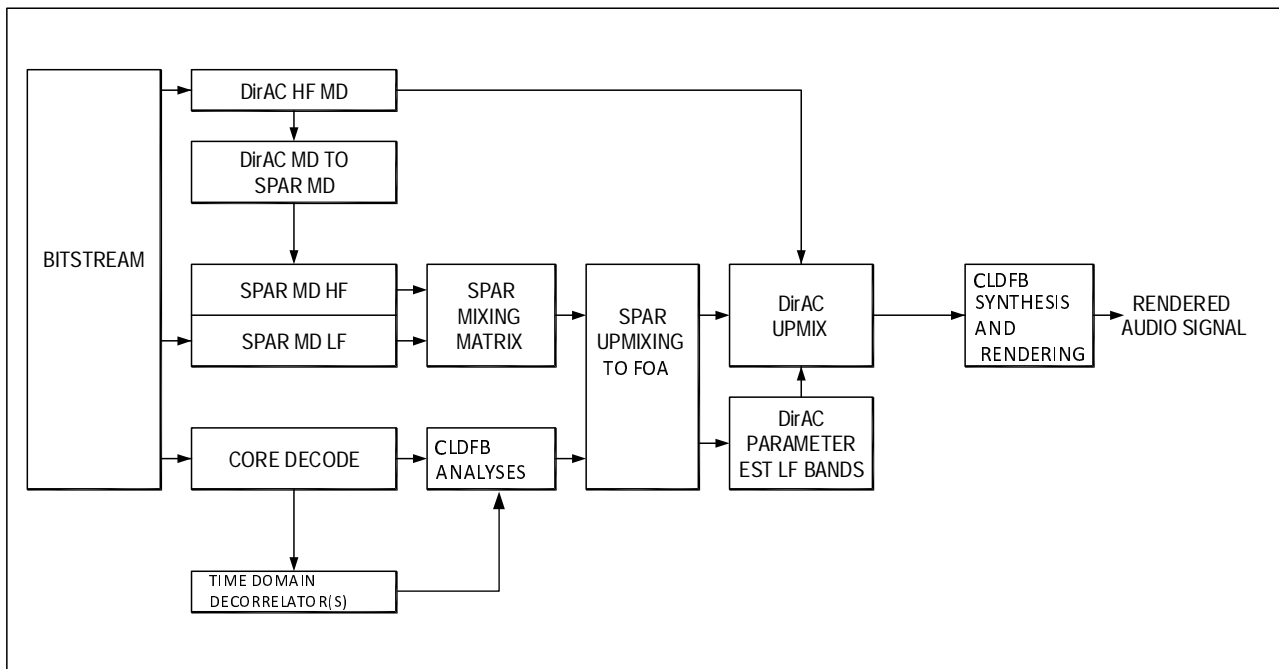 BITSTREAM
DirAC HF MD
DirAC MD TO
SPAR MD
SPAR MD HF
SPAR MD LF
CORE DECODE
TIME DOMAIN
DECORRELATOR(S)
SPAR
MIXING
MATRIX
CLDFB
ANALYSES
SPAR
UPMIXING
TO FOA
DirAC
UPMIX
DirAC
PARAMETER
EST LF BANDS
CLDFB
SYNTHESIS
AND
RENDERING
RENDERED
AUDIO SIGNAL